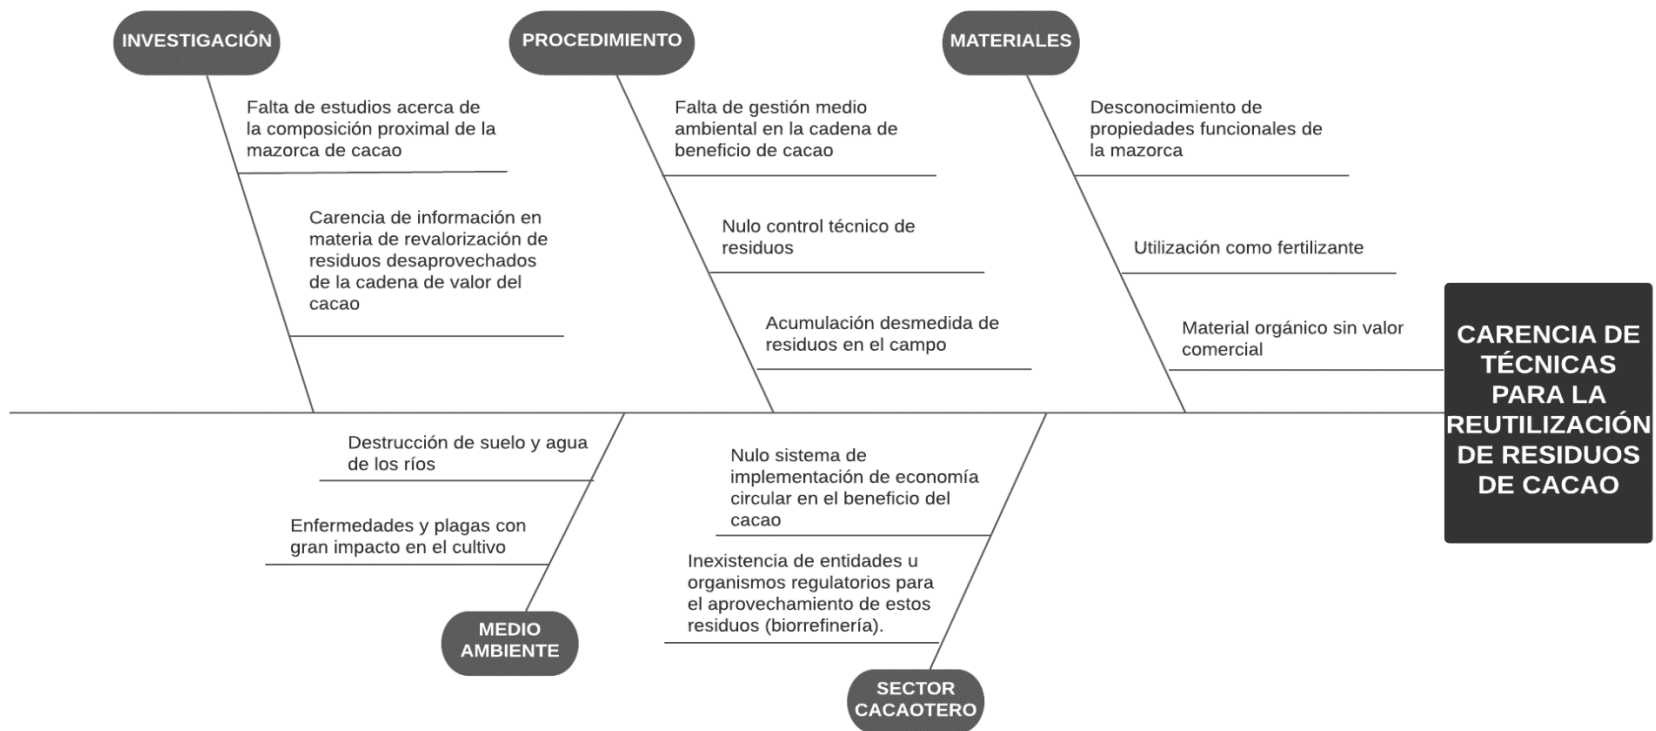 INVESTIGACIÓN
Falta de estudios acerca de
la composición proximal de la
mazorca de cacao
Carencia de información en
materia de revalorización de
residuos desaprovechados
de la cadena de valor del
cacao
PROCEDIMIENTO
Falta de gestión medio
ambiental en la cadena de
beneficio de cacao
Nulo control técnico de
residuos
Acumulación desmedida de
residuos en el campo
MATERIALES
Desconocimiento de
propiedades funcionales de
la mazorca
Utilización como fertilizante
Material orgánico sin valor
comercial
CARENCIA DE
TÉCNICAS
PARA LA
REUTILIZACIÓN
DE RESIDUOS
DE CACAO
Destrucción de suelo y agua
de los ríos
Enfermedades y plagas con
gran impacto en el cultivo
MEDIO
AMBIENTE
Nulo sistema de
implementación de economía
circular en el beneficio del
cacao
Inexistencia de entidades u
organismos regulatorios para
el aprovechamiento de estos
residuos (biorrefinería).
SECTOR
CACAOTERO